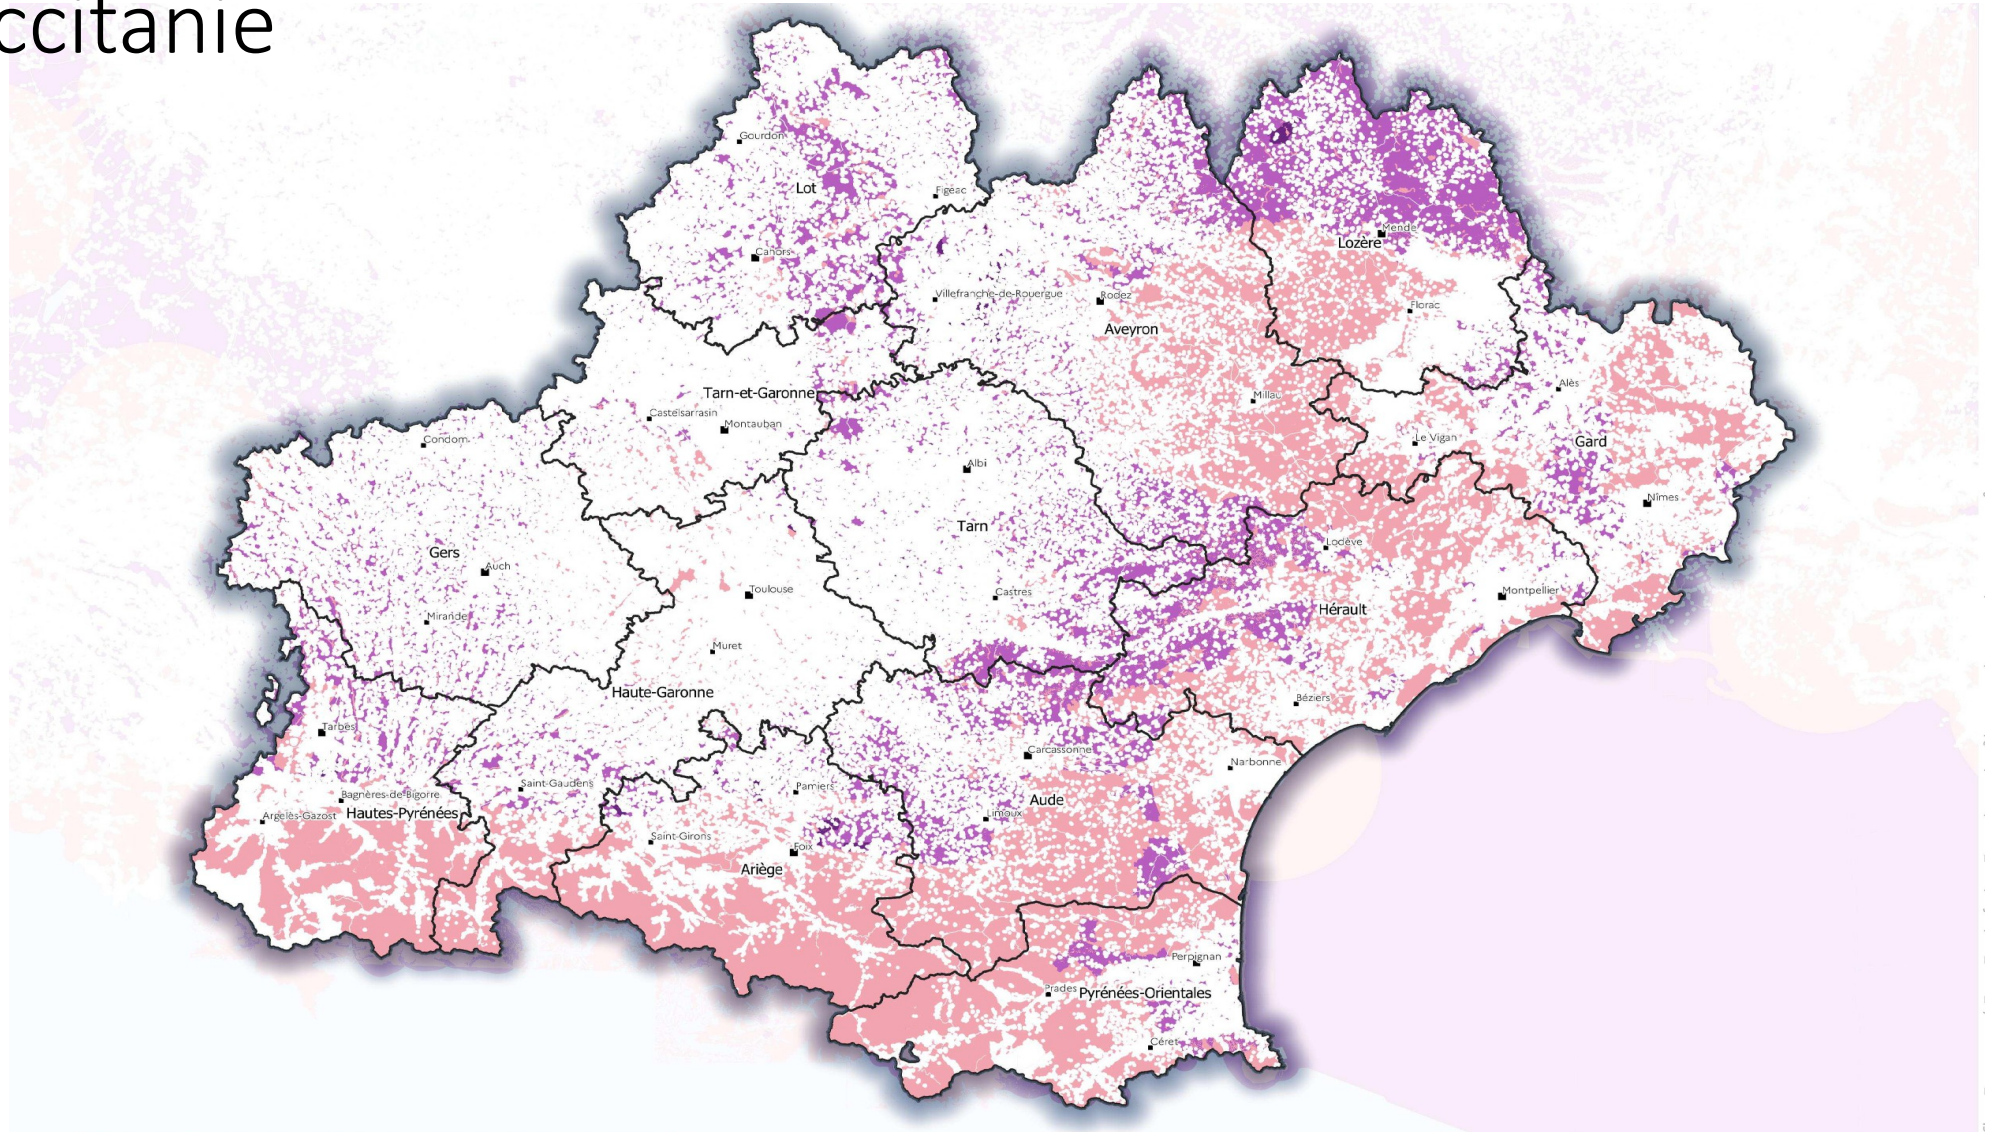 ccitanie
Gourdon
Lot
Figeac
Cahors
Mende
Lozère
Villefranche-de-Rouergue
Rodez
Florac
Aveyron
Tarn-et-Garonne
Castelsarrasin
Montauban
Millau
Alès
Condom
Le Vigan
Gard
Albi
Nîmes
Tarn
Gers
Lodève
Auch
Toulouse
Castres
Montpellier
Mirande
Hérault
Muret
Haute-Garonne
Béziers
Tarbes
Carcassonne
Narbonne
Saint-Gaudens
Pamiers
Bagnères-de-Bigorre
Aude
Argelès-Gazost
Hautes-Pyrénées
Limoux
Saint-Girons
Foix
Ariège
Perpignan
Prades
Pyrénées-Orientales
Céret